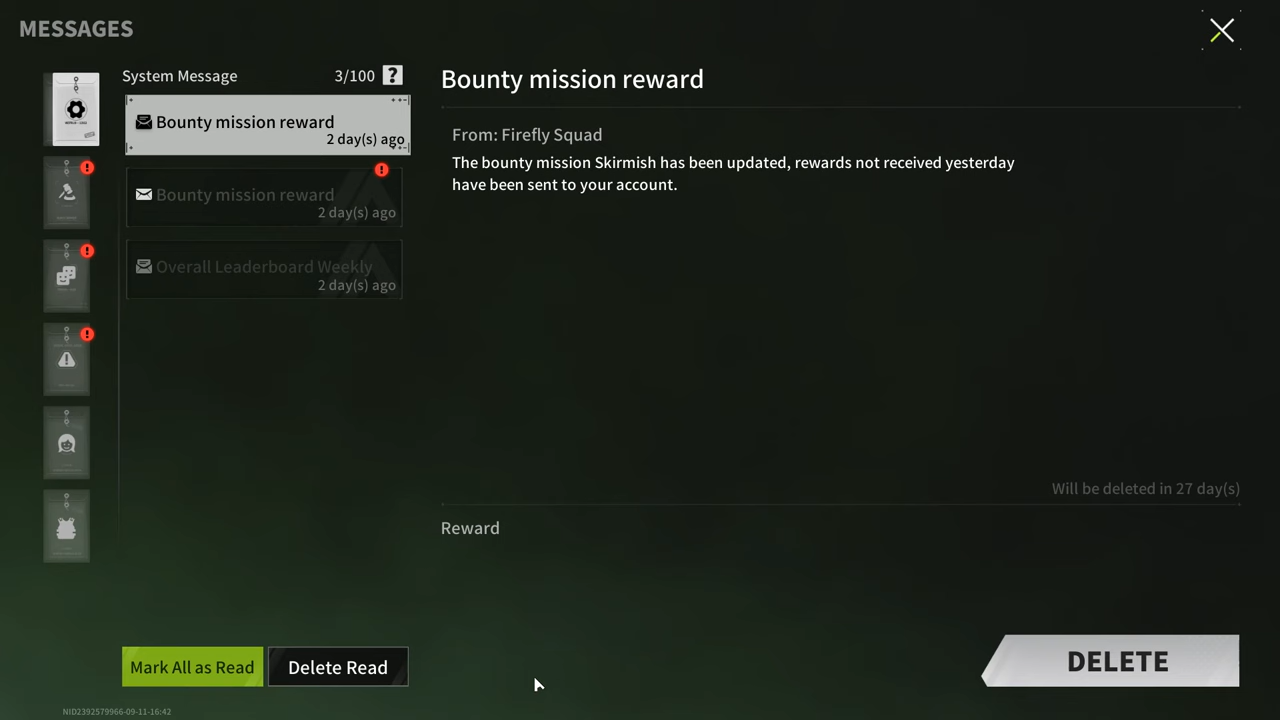 MESSAGES
System Message 3/100 ?
Bounty mission reward
2 day(s) ago
Bounty mission reward
2 day(s) ago
Overall Leaderboard Weekly
2 day(s) ago
Mark All as Read
Delete Read
Bounty mission reward
From: Firefly Squad
The bounty mission Skirmish has been updated, rewards not received yesterday
have been sent to your account.
Will be deleted in 27 day(s)
Reward
DELETE
NID2392579966-09-11-16:42